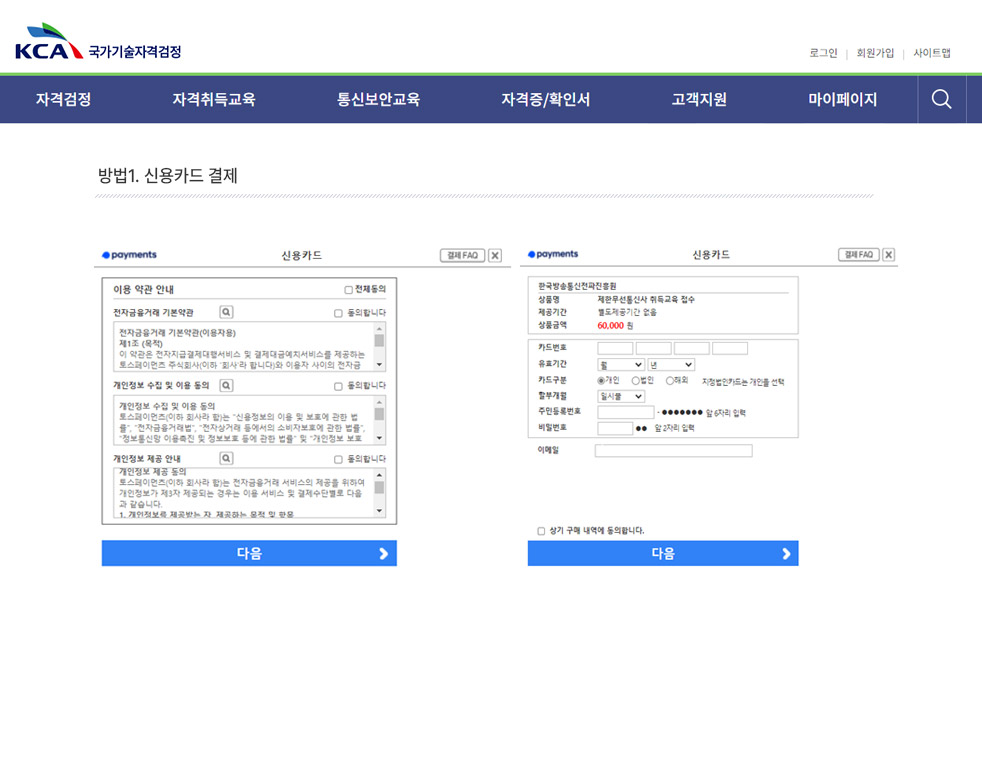 KCA 국가기술자격검정
로그인 | 회원가입 | 사이트맵
자격검정 자격취득교육 통신보안교육 자격증/확인서 고객지원 마이페이지
방법1. 신용카드 결제
payments 신용카드 결제 FAQ X
이용 약관 안내 전체동의
전자금융거래 기본약관 동의합니다
전자금융거래 기본약관(이용자용)
제1조 (목적)
이 약관은 전자지급결제대행서비스 및 결제대금예치서비스를 제공하는
토스페이먼츠 주식회사(이하 '회사'라 합니다)와 이용자 사이의 전자금
개인정보 수집 및 이용 동의 동의합니다
개인정보 수집 및 이용 동의
토스페이먼츠(이하 회사라 함)는 "신용정보의 이용 및 보호에 관한 법
률", "전자금융거래법", "전자상거래 등에서의 소비자보호에 관한 법률",
"정보통신망 이용촉진 및 정보보호 등에 관한 법률" 및 "개인정보 보호
개인정보 제공 안내 동의합니다
개인정보 제공 동의
토스페이먼츠(이하 회사라 함)는 전자금융거래 서비스의 제공을 위하여
개인정보가 제3자 제공되는 경우는 이용 서비스 및 결제수단별로 다음
과 같습니다.
1. 개인정보를 제공받는 자, 제공하는 목적 및 항목
다음
payments 신용카드 결제 FAQ X
한국방송통신전파진흥원
상품명 제한무선통신사 취득교육 접수
제공기간 별도제공기간 없음
상품금액 60,000 원
카드번호
유효기간 월 년
카드구분 개인 법인 해외 지정법인카드는 개인을 선택
할부개월 일시불
주민등록번호 - ●●●●●●● 앞 6자리 입력
비밀번호 ●● 앞 2자리 입력
이메일
상기 구매 내역에 동의합니다.
다음